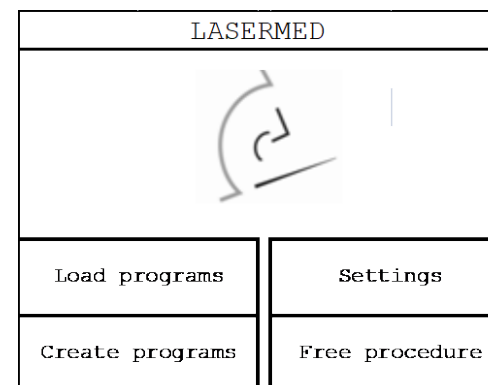 LASERMED
Load programs
Settings
Create programs
Free procedure